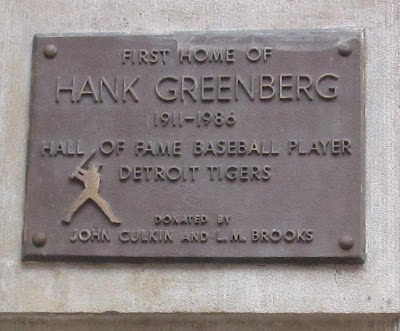 FIRST HOME OF
HANK GREENBERG
1911-1986
HALL OF FAME BASEBALL PLAYER
DETROIT TIGERS
DONATED BY
JOHN CULKIN AND L.M. BROOKS